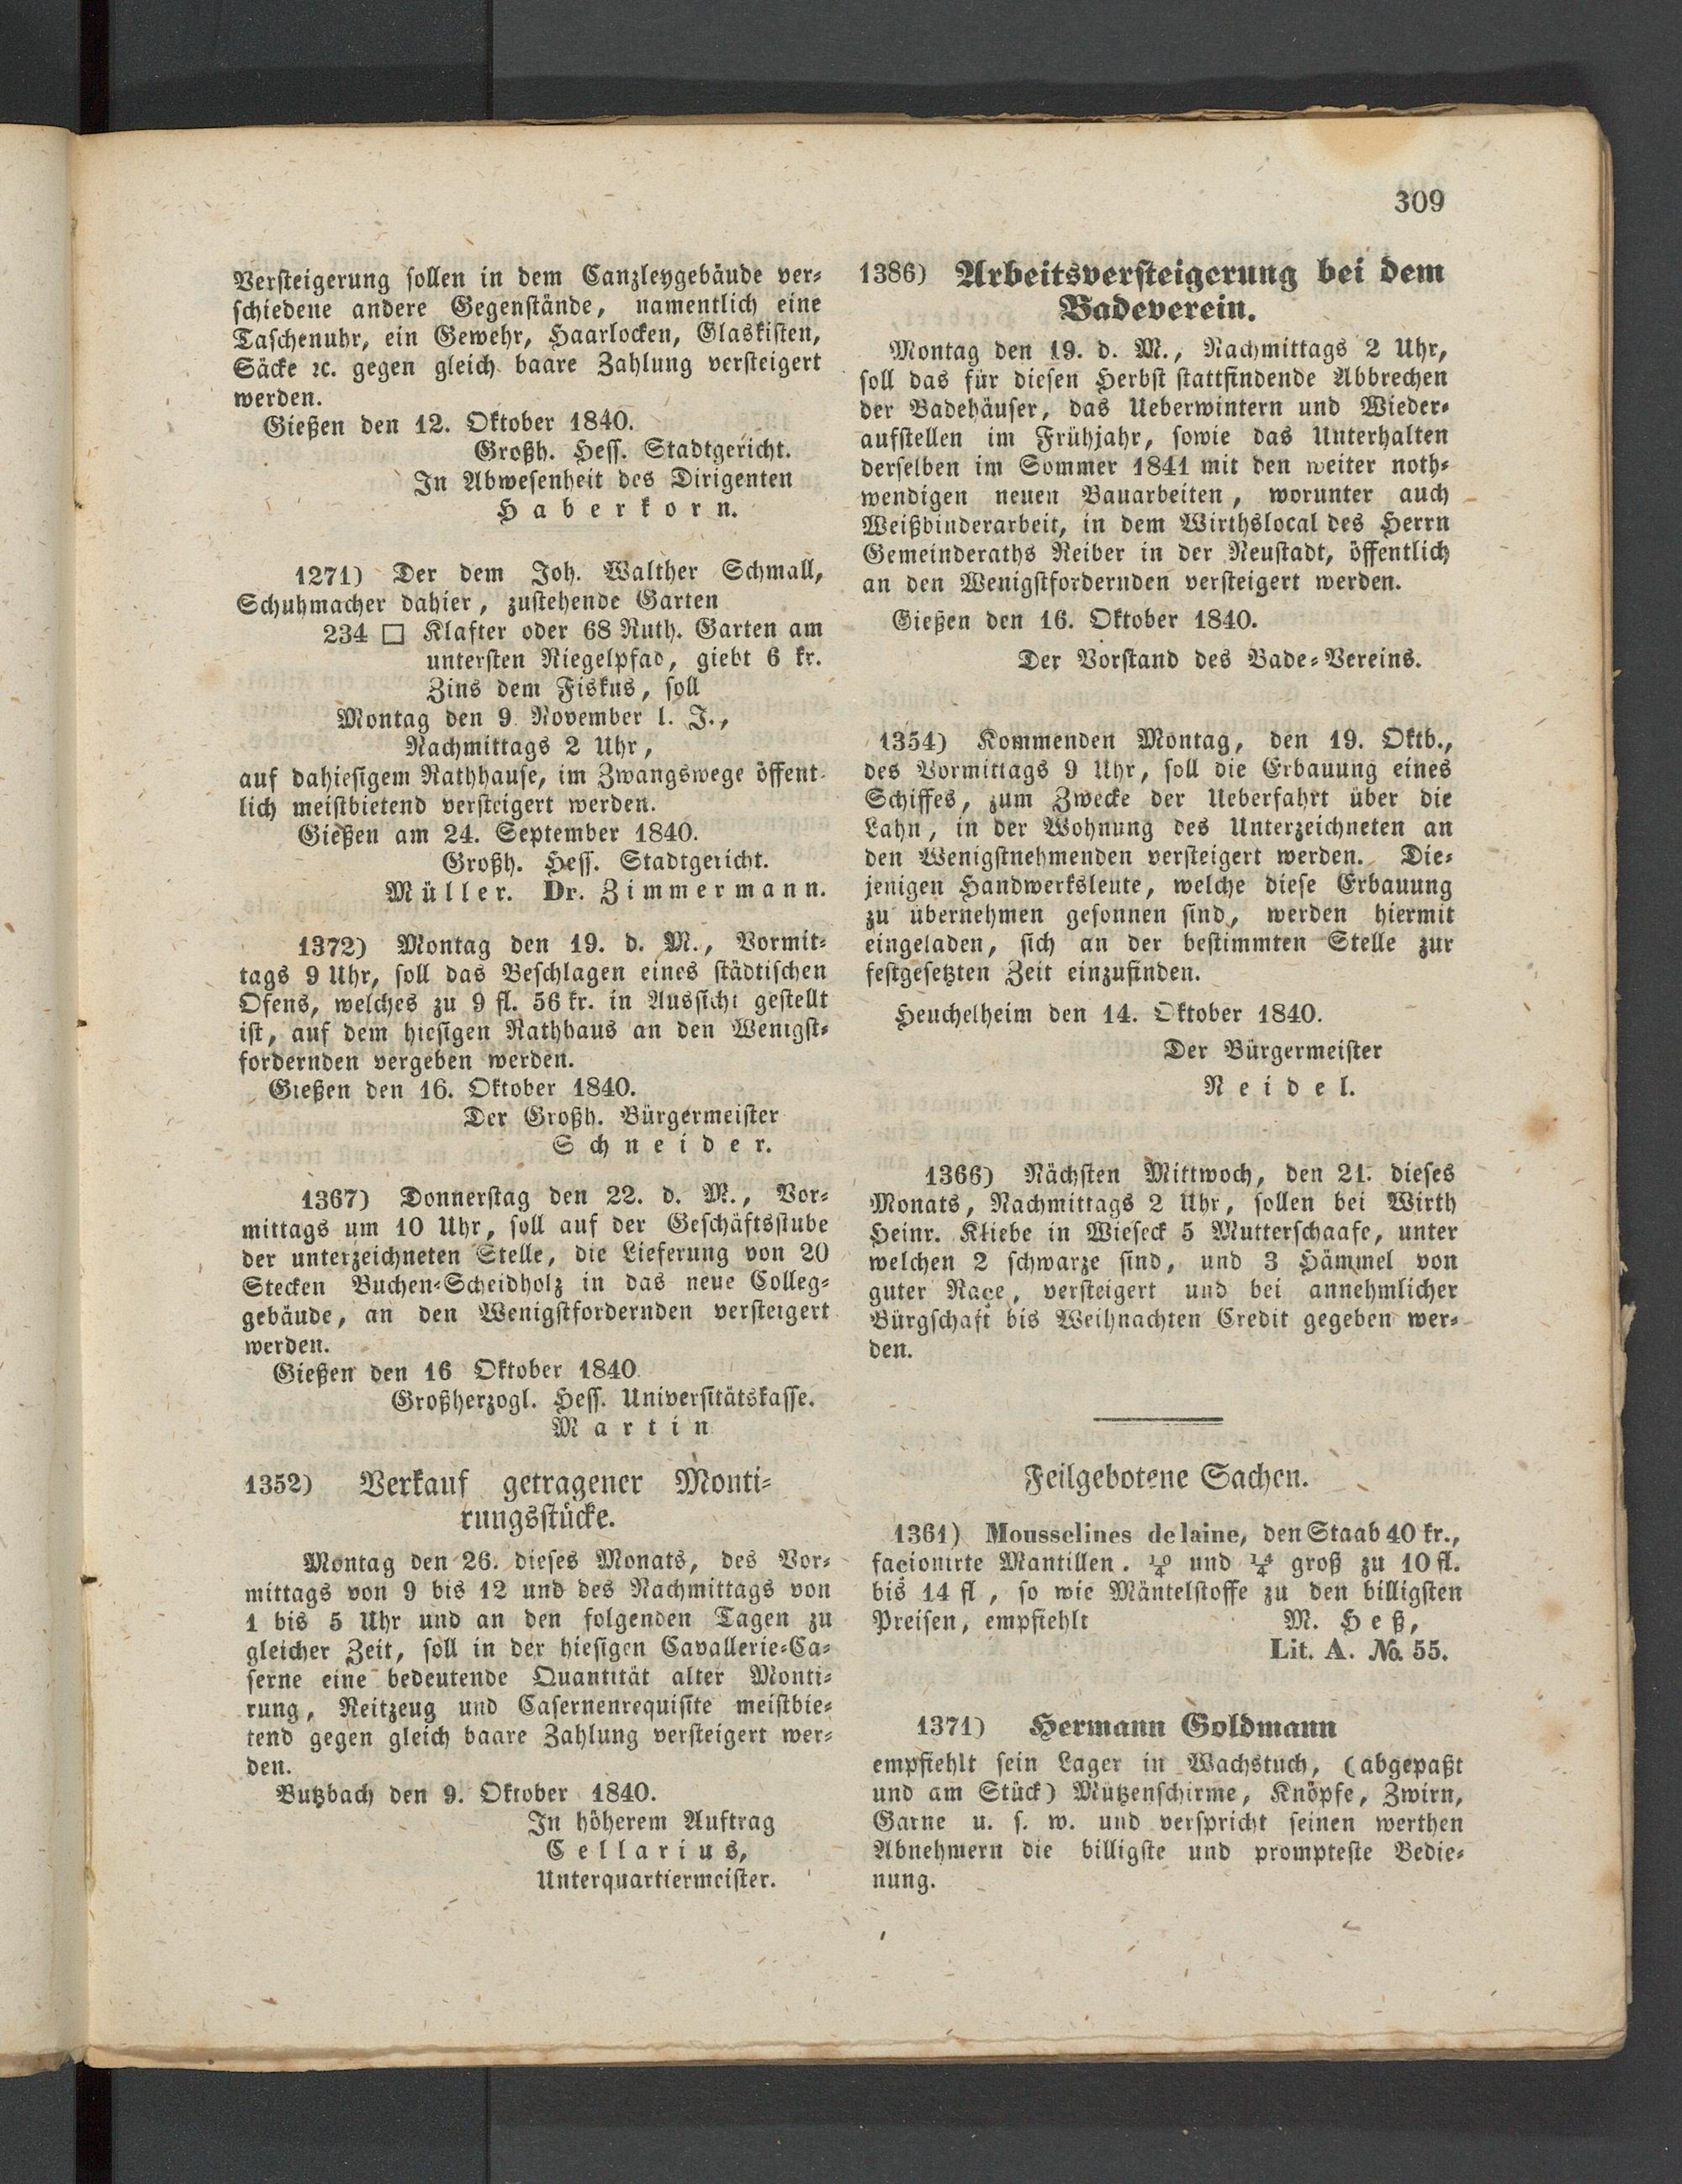 309
Versteigerung sollen in dem Canzleygebäude ver-
schiedene andere Gegenstände, namentlich eine
Taschenuhr, ein Gewehr, Haarlocken, Glaskisten,
Säcke ꝛc. gegen gleich baare Zahlung versteigert
werden.
Gießen den 12. Oktober 1840.
Großh. Hess. Stadtgericht.
In Abwesenheit des Dirigenten
Haberkorn.
1271) Der dem Joh. Walther Schmall,
Schuhmacher dahier, zustehende Garten
234 □ Klafter oder 68 Ruth. Garten am
untersten Riegelpfad, giebt 6 kr.
Zins dem Fiskus, soll
Montag den 9 November l. J.,
Nachmittags 2 Uhr,
auf dahiesigem Rathhause, im Zwangswege öffent-
lich meistbietend versteigert werden.
Gießen am 24. September 1840.
Großh. Hess. Stadtgericht.
Müller. Dr. Zimmermann.
1372) Montag den 19. d. M., Vormit-
tags 9 Uhr, soll das Beschlagen eines städtischen
Ofens, welches zu 9 fl. 56 kr. in Aussicht gestellt
ist, auf dem hiesigen Rathhaus an den Wenigst-
fordernden vergeben werden.
Gießen den 16. Oktober 1840.
Der Großh. Bürgermeister
Schneider.
1367) Donnerstag den 22. d. M., Vor-
mittags um 10 Uhr, soll auf der Geschäftsstube
der unterzeichneten Stelle, die Lieferung von 20
Stecken Buchen-Scheidholz in das neue Colleg-
gebäude, an den Wenigstfordernden versteigert
werden.
Gießen den 16 Oktober 1840
Großherzogl. Hess. Universitätskasse.
Martin
1352) Verkauf getragener Monti-
rungsstücke.
Montag den 26. dieses Monats, des Vor-
mittags von 9 bis 12 und des Nachmittags von
1 bis 5 Uhr und an den folgenden Tagen zu
gleicher Zeit, soll in der hiesigen Cavallerie-Ca-
serne eine bedeutende Quantität alter Monti-
rung, Reitzeug und Casernenrequisite meistbie-
tend gegen gleich baare Zahlung versteigert wer-
den.
Butzbach den 9. Oktober 1840.
In höherem Auftrag
Cellarius,
Unterquartiermeister.
1386) Arbeitsversteigerung bei dem
Badeverein.
Montag den 19. d. M., Nachmittags 2 Uhr,
soll das für diesen Herbst stattfindende Abbrechen
der Badehäuser, das Ueberwintern und Wieder-
aufstellen im Frühjahr, sowie das Unterhalten
derselben im Sommer 1841 mit den weiter noth-
wendigen neuen Bauarbeiten, worunter auch
Weißbinderarbeit, in dem Wirthslocal des Herrn
Gemeinderaths Reiber in der Neustadt, öffentlich
an den Wenigstfordernden versteigert werden.
Gießen den 16. Oktober 1840.
Der Vorstand des Bade-Vereins.
1354) Kommenden Montag, den 19. Oktb.,
des Vormittags 9 Uhr, soll die Erbauung eines
Schiffes, zum Zwecke der Ueberfahrt über die
Lahn, in der Wohnung des Unterzeichneten an
den Wenigstnehmenden versteigert werden. Die-
jenigen Handwerksleute, welche diese Erbauung
zu übernehmen gesonnen sind, werden hiermit
eingeladen, sich an der bestimmten Stelle zur
festgesetzten Zeit einzufinden.
Heuchelheim den 14. Oktober 1840.
Der Bürgermeister
Neidel.
1366) Nächsten Mittwoch, den 21. dieses
Monats, Nachmittags 2 Uhr, sollen bei Wirth
Heinr. Kliebe in Wieseck 5 Mutterschaafe, unter
welchen 2 schwarze sind, und 3 Hämmel von
guter Raçe, versteigert und bei annehmlicher
Bürgschaft bis Weihnachten Credit gegeben wer-
den.
Feilgebotene Sachen.
1361) Mousselines de laine, den Staab 40 kr.,
façionirte Mantillen. 10/4 und 14/4 groß zu 10 fl.
bis 14 fl, so wie Mäntelstoffe zu den billigsten
Preisen, empfiehlt M. Heß,
Lit. A. No. 55.
1371) Hermann Goldmann
empfiehlt sein Lager in Wachstuch, (abgepaßt
und am Stück) Mützenschirme, Knöpfe, Zwirn,
Garne u. s. w. und verspricht seinen werthen
Abnehmern die billigste und prompteste Bedie-
nung.